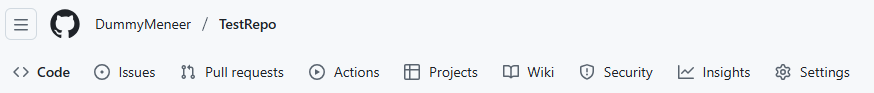 DummyMeneer / TestRepo
Code Issues Pull requests Actions Projects Wiki Security Insights Settings